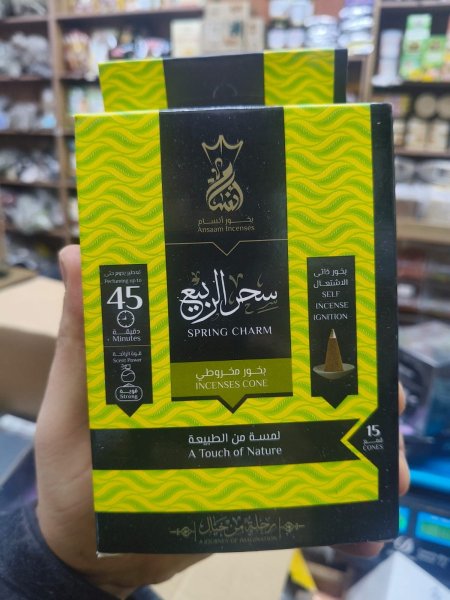 بخور أنسام
Ansaam Incenses
سحر الربيع
SPRING CHARM
بخور مخروطي
INCENSES CONE
تعطير يدوم حتى
Perfuming up to
45
دقيقة
Minutes
قوة الرائحة
Scent Power
قوية
Strong
بخور ذاتي
الاشتعال
SELF
INCENSE
IGNITION
لمسة من الطبيعة
A Touch of Nature
15
قمع
CONES
رحلة من خيال
A JOURNEY OF IMAGINATION